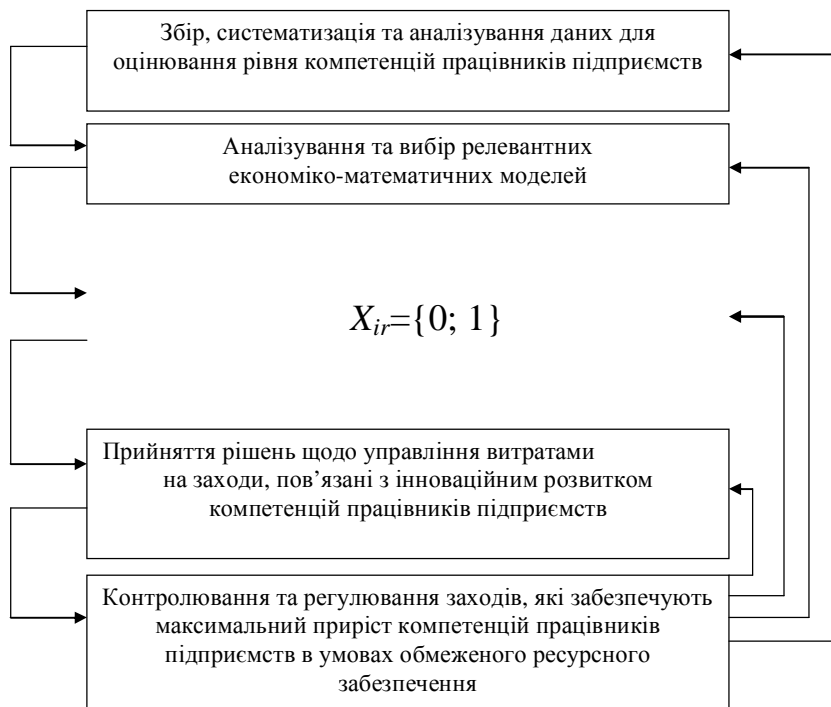 Збір, систематизація та аналізування даних для
оцінювання рівня компетенцій працівників підприємств
Аналізування та вибір релевантних
економіко-математичних моделей
Xir={0; 1}
Прийняття рішень щодо управління витратами
на заходи, пов’язані з інноваційним розвитком
компетенцій працівників підприємств
Контролювання та регулювання заходів, які забезпечують
максимальний приріст компетенцій працівників
підприємств в умовах обмеженого ресурсного
забезпечення